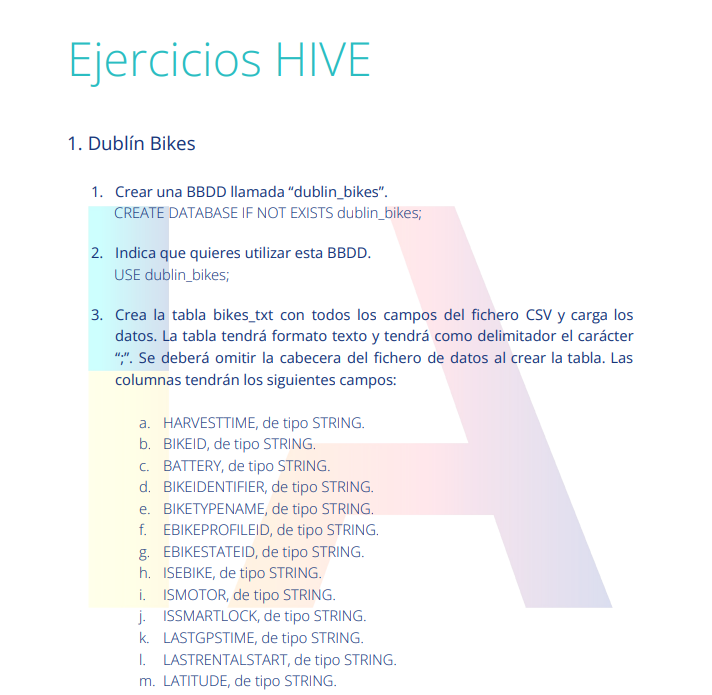 Ejercicios HIVE
1. Dublín Bikes
1. Crear una BBDD llamada “dublin_bikes”.
CREATE DATABASE IF NOT EXISTS dublin_bikes;
2. Indica que quieres utilizar esta BBDD.
USE dublin_bikes;
3. Crea la tabla bikes_txt con todos los campos del fichero CSV y carga los
datos. La tabla tendrá formato texto y tendrá como delimitador el carácter
“;”. Se deberá omitir la cabecera del fichero de datos al crear la tabla. Las
columnas tendrán los siguientes campos:
a. HARVESTTIME, de tipo STRING.
b. BIKEID, de tipo STRING.
c. BATTERY, de tipo STRING.
d. BIKEIDENTIFIER, de tipo STRING.
e. BIKETYPENAME, de tipo STRING.
f. EBIKEPROFILEID, de tipo STRING.
g. EBIKESTATEID, de tipo STRING.
h. ISEBIKE, de tipo STRING.
i. ISMOTOR, de tipo STRING.
j. ISSMARTLOCK, de tipo STRING.
k. LASTGPSTIME, de tipo STRING.
l. LASTRENTALSTART, de tipo STRING.
m. LATITUDE, de tipo STRING.